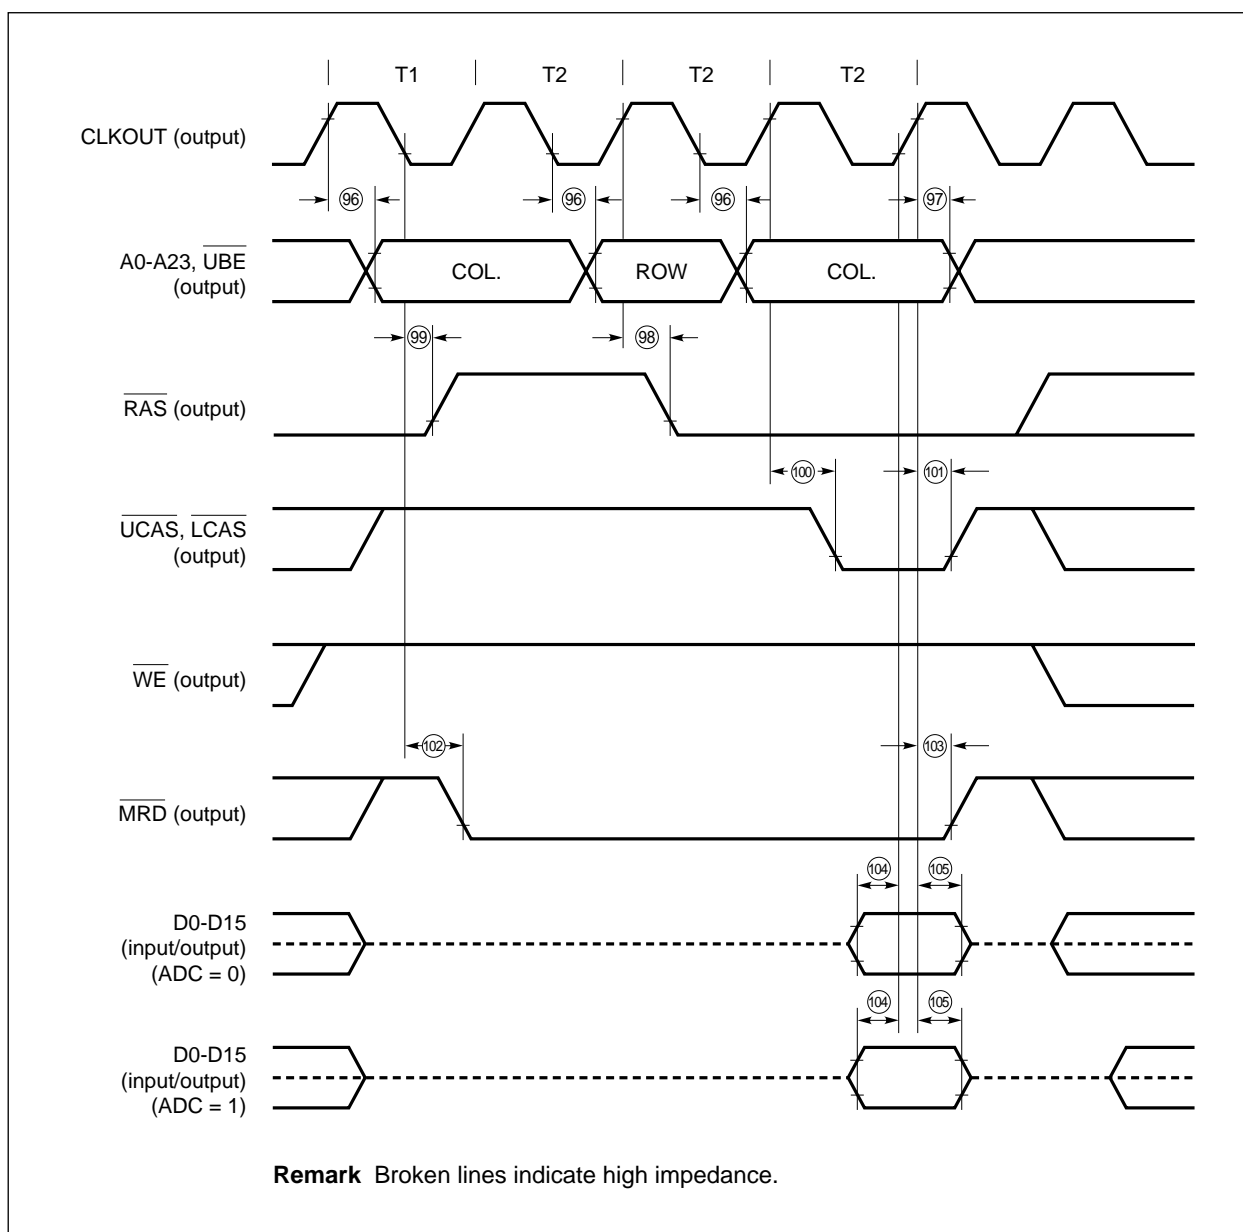 T1 T2 T2 T2
CLKOUT (output)
96 96 96 97
A0-A23, UBE
(output)
COL. ROW COL.
99 98
RAS (output)
100 101
UCAS, LCAS
(output)
WE (output)
102 103
MRD (output)
104 105
D0-D15
(input/output)
(ADC = 0)
104 105
D0-D15
(input/output)
(ADC = 1)
Remark Broken lines indicate high impedance.